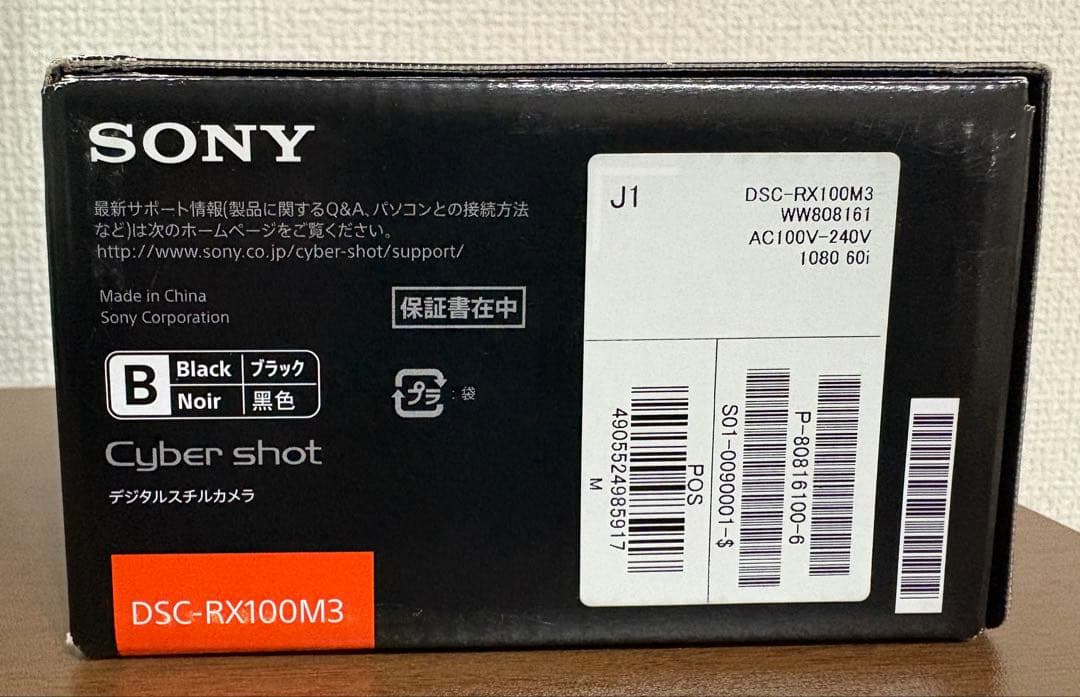 SONY
最新サポート情報(製品に関するQ&A、パソコンとの接続方法
など)は次のホームページをご覧ください。
http://www.sony.co.jp/cyber-shot/support/
Made in China
Sony Corporation
保証書在中
B
Black ブラック
Noir 黑色
プラ : 袋
Cyber shot
デジタルスチルカメラ
DSC-RX100M3
J1
DSC-RX100M3
WW808161
AC100V-240V
1080 60i
POS
4905524985917
M
S01-0090001-$
P-80816100-6